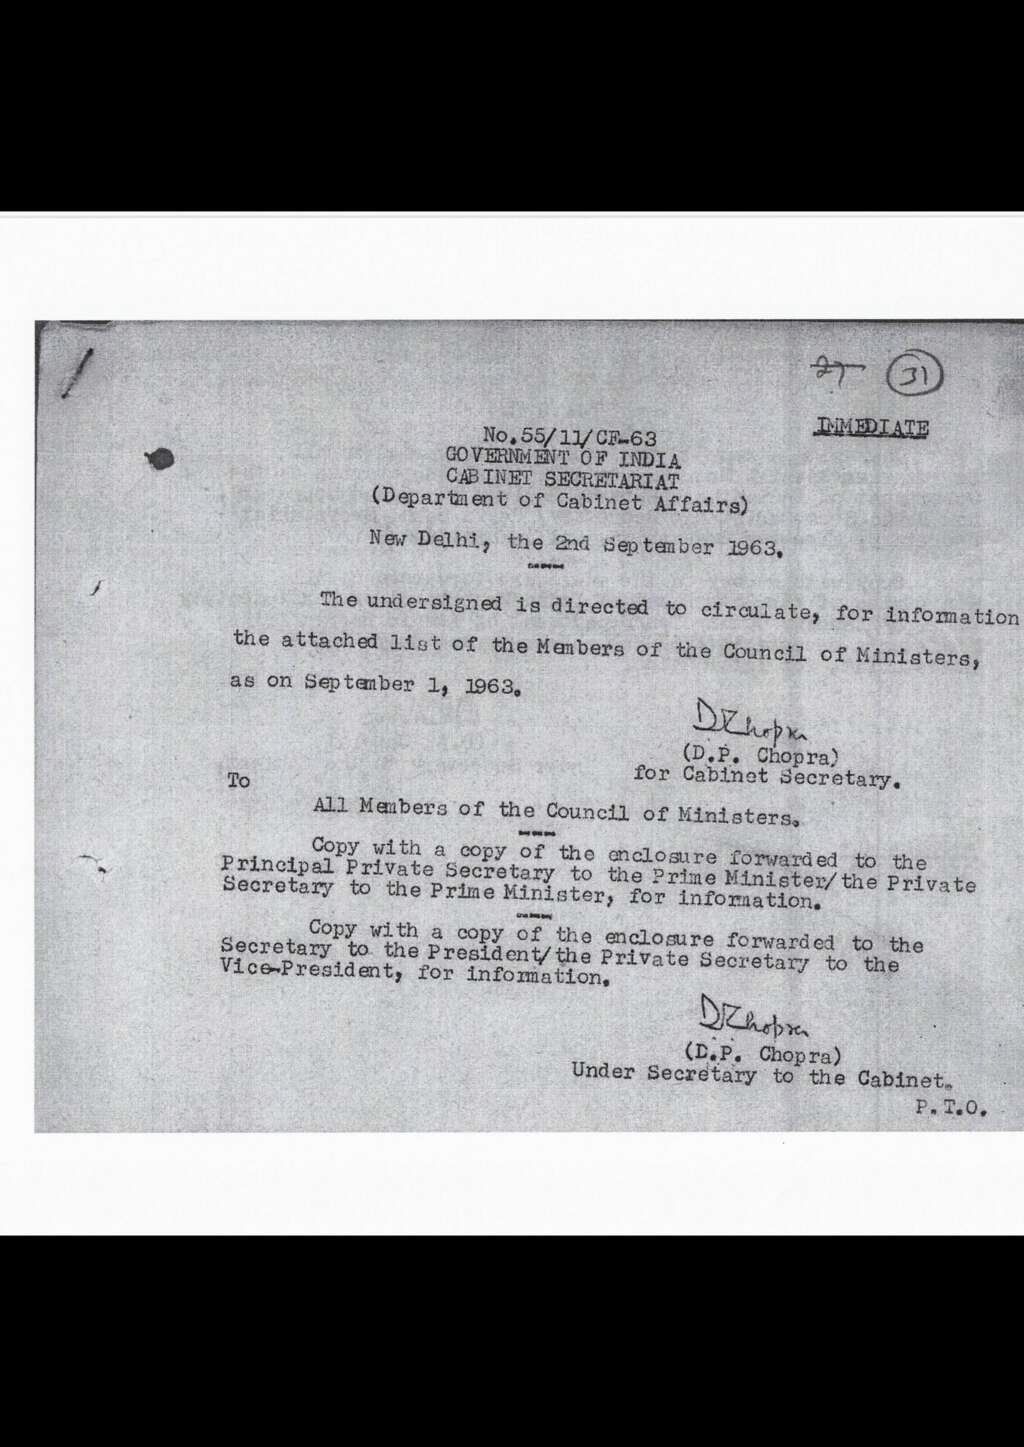 27 31
IMMEDIATE
No.55/11/CF-63
GOVERNMENT OF INDIA
CABINET SECRETARIAT
(Department of Cabinet Affairs)
New Delhi, the 2nd September 1963.
The undersigned is directed to circulate, for information
the attached list of the Members of the Council of Ministers,
as on September 1, 1963.
DPChopra
(D.P. Chopra)
for Cabinet Secretary.
To
All Members of the Council of Ministers.
Copy with a copy of the enclosure forwarded to the
Principal Private Secretary to the Prime Minister/the Private
Secretary to the Prime Minister, for information.
Copy with a copy of the enclosure forwarded to the
Secretary to the President/the Private Secretary to the
Vice-President, for information.
DPChopra
(D.P. Chopra)
Under Secretary to the Cabinet.
P.T.O.